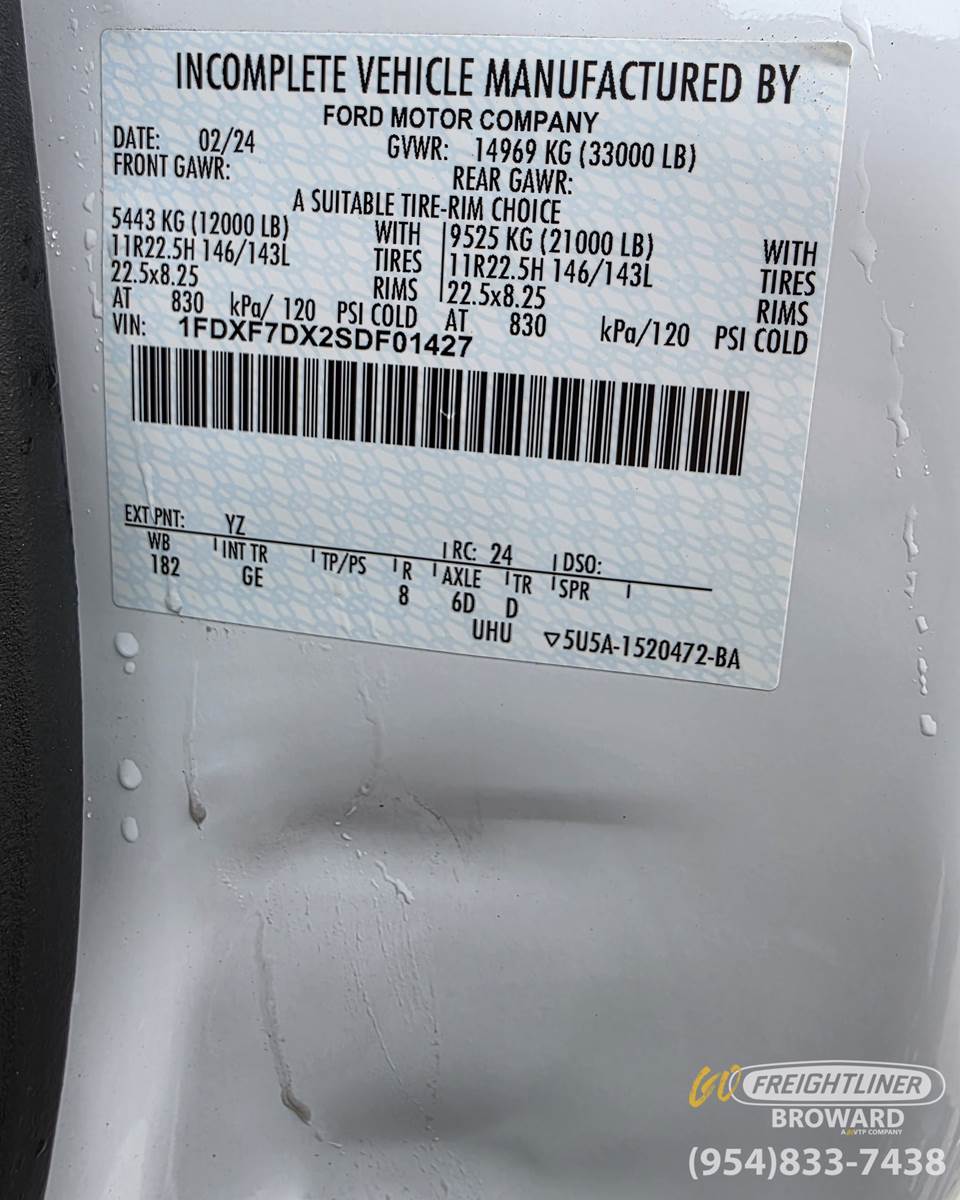 INCOMPLETE VEHICLE MANUFACTURED BY
FORD MOTOR COMPANY
DATE: 02/24 GVWR: 14969 KG (33000 LB)
FRONT GAWR: REAR GAWR:
A SUITABLE TIRE-RIM CHOICE
5443 KG (12000 LB) WITH 9525 KG (21000 LB) WITH
11R22.5H 146/143L TIRES 11R22.5H 146/143L TIRES
22.5x8.25 RIMS 22.5x8.25 RIMS
AT 830 kPa/ 120 PSI COLD AT 830 kPa/120 PSI COLD
VIN: 1FDXF7DX2SDF01427
EXT PNT: YZ RC: 24 DSO:
WB INT TR TP/PS R AXLE TR SPR
182 GE 8 6D D
UHU ▽5U5A-1520472-BA
GO FREIGHTLINER
BROWARD
A VTP COMPANY
(954)833-7438